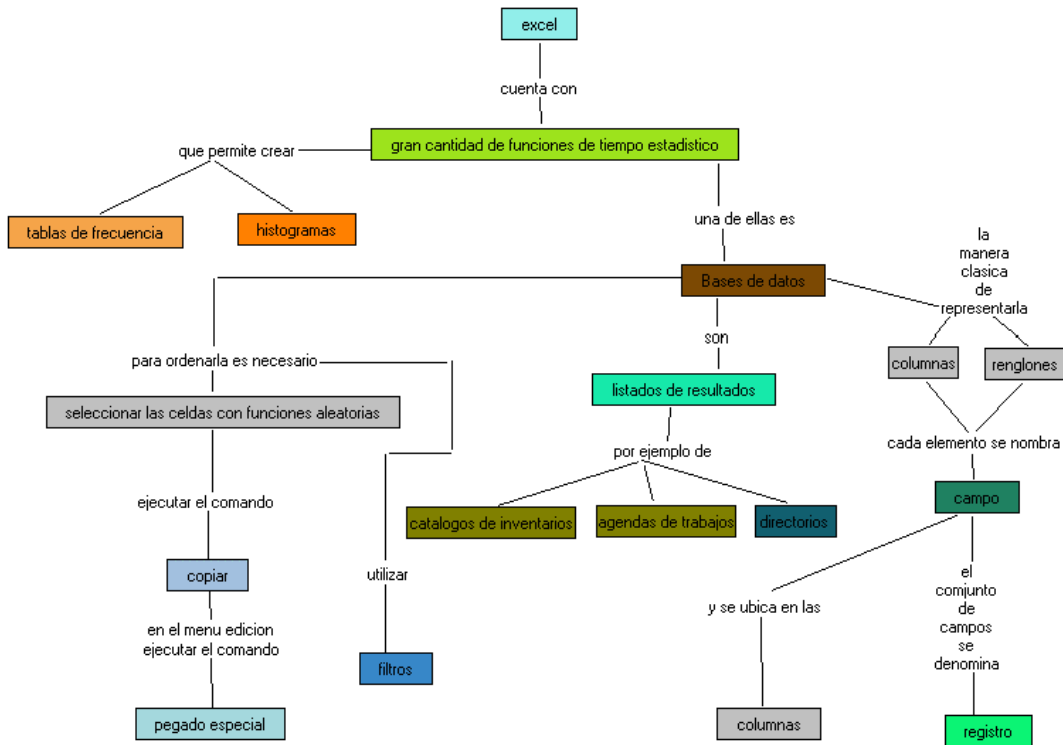 excel
cuenta con
gran cantidad de funciones de tiempo estadistico
que permite crear
tablas de frecuencia
histogramas
una de ellas es
Bases de datos
la
manera
clasica
de
representarla
columnas
renglones
son
para ordenarla es necesario
listados de resultados
seleccionar las celdas con funciones aleatorias
por ejemplo de
cada elemento se nombra
ejecutar el comando
catalogos de inventarios
agendas de trabajos
directorios
campo
copiar
utilizar
y se ubica en las
el
comjunto
de
campos
se
denomina
en el menu edicion
ejecutar el comando
filtros
pegado especial
columnas
registro